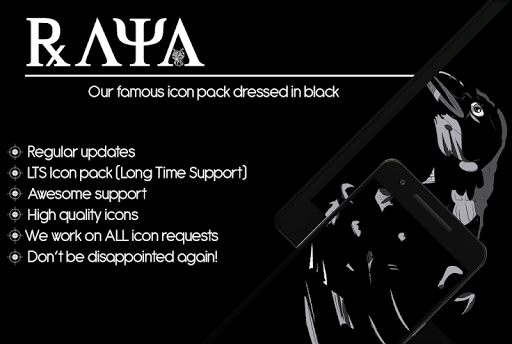 RAYA
Our famous icon pack dressed in black
Regular updates
LTS Icon pack (Long Time Support)
Awesome support
High quality icons
We work on ALL icon requests
Don't be disappointed again!